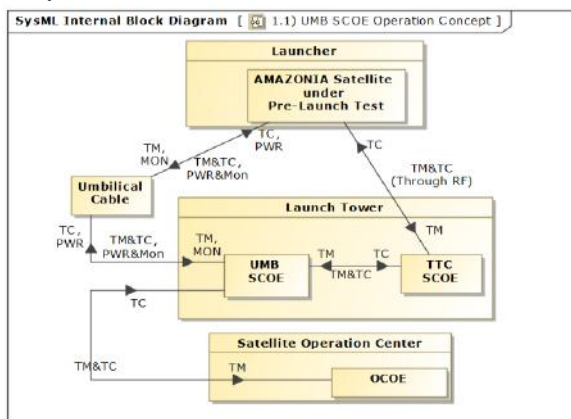 SysML Internal Block Diagram [ 1.1) UMB SCOE Operation Concept ]
Launcher
AMAZONIA Satellite
under
Pre-Launch Test
TC,
PWR
TC
TM,
MON
TM&TC,
PWR&Mon
TM&TC
(Through RF)
Umbilical
Cable
Launch Tower
TC,
PWR
TM&TC,
PWR&Mon
TM,
MON
TM
UMB
SCOE
TM
TC
TM&TC
TTC
SCOE
TC
Satellite Operation Center
TM&TC
TM
OCOE